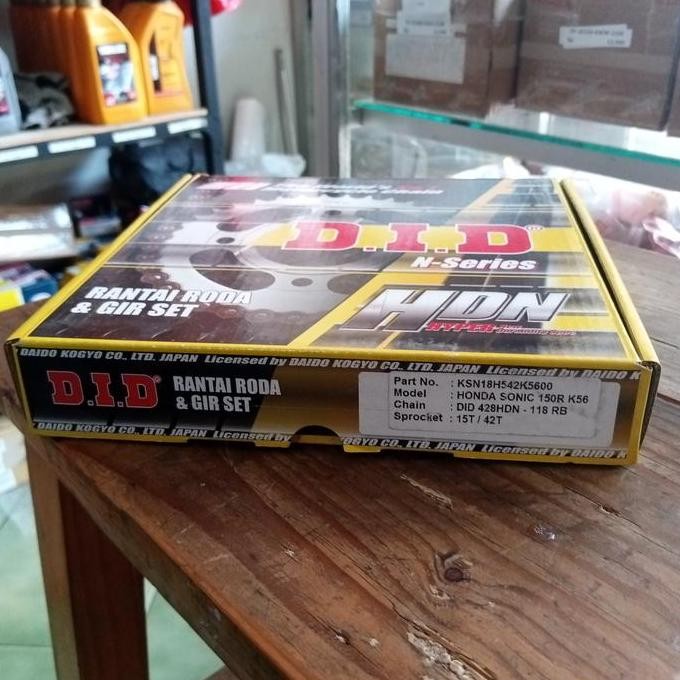 D.I.D®
N-Series
RANTAI RODA
& GIR SET
HDN
HYPER
DAIDO KOGYO CO., LTD. JAPAN Licensed by DAIDO KOGYO CO., LTD. JAPAN Licensed by DAIDO K
D.I.D®
RANTAI RODA
& GIR SET
Part No. : KSN18H542K5600
Model : HONDA SONIC 150R K56
Chain : DID 428HDN - 118 RB
Sprocket : 15T / 42T
KOGYO CO., LTD. JAPAN Licensed by DAIDO KOGYO CO., LTD. JAPAN Licensed by DAIDO K